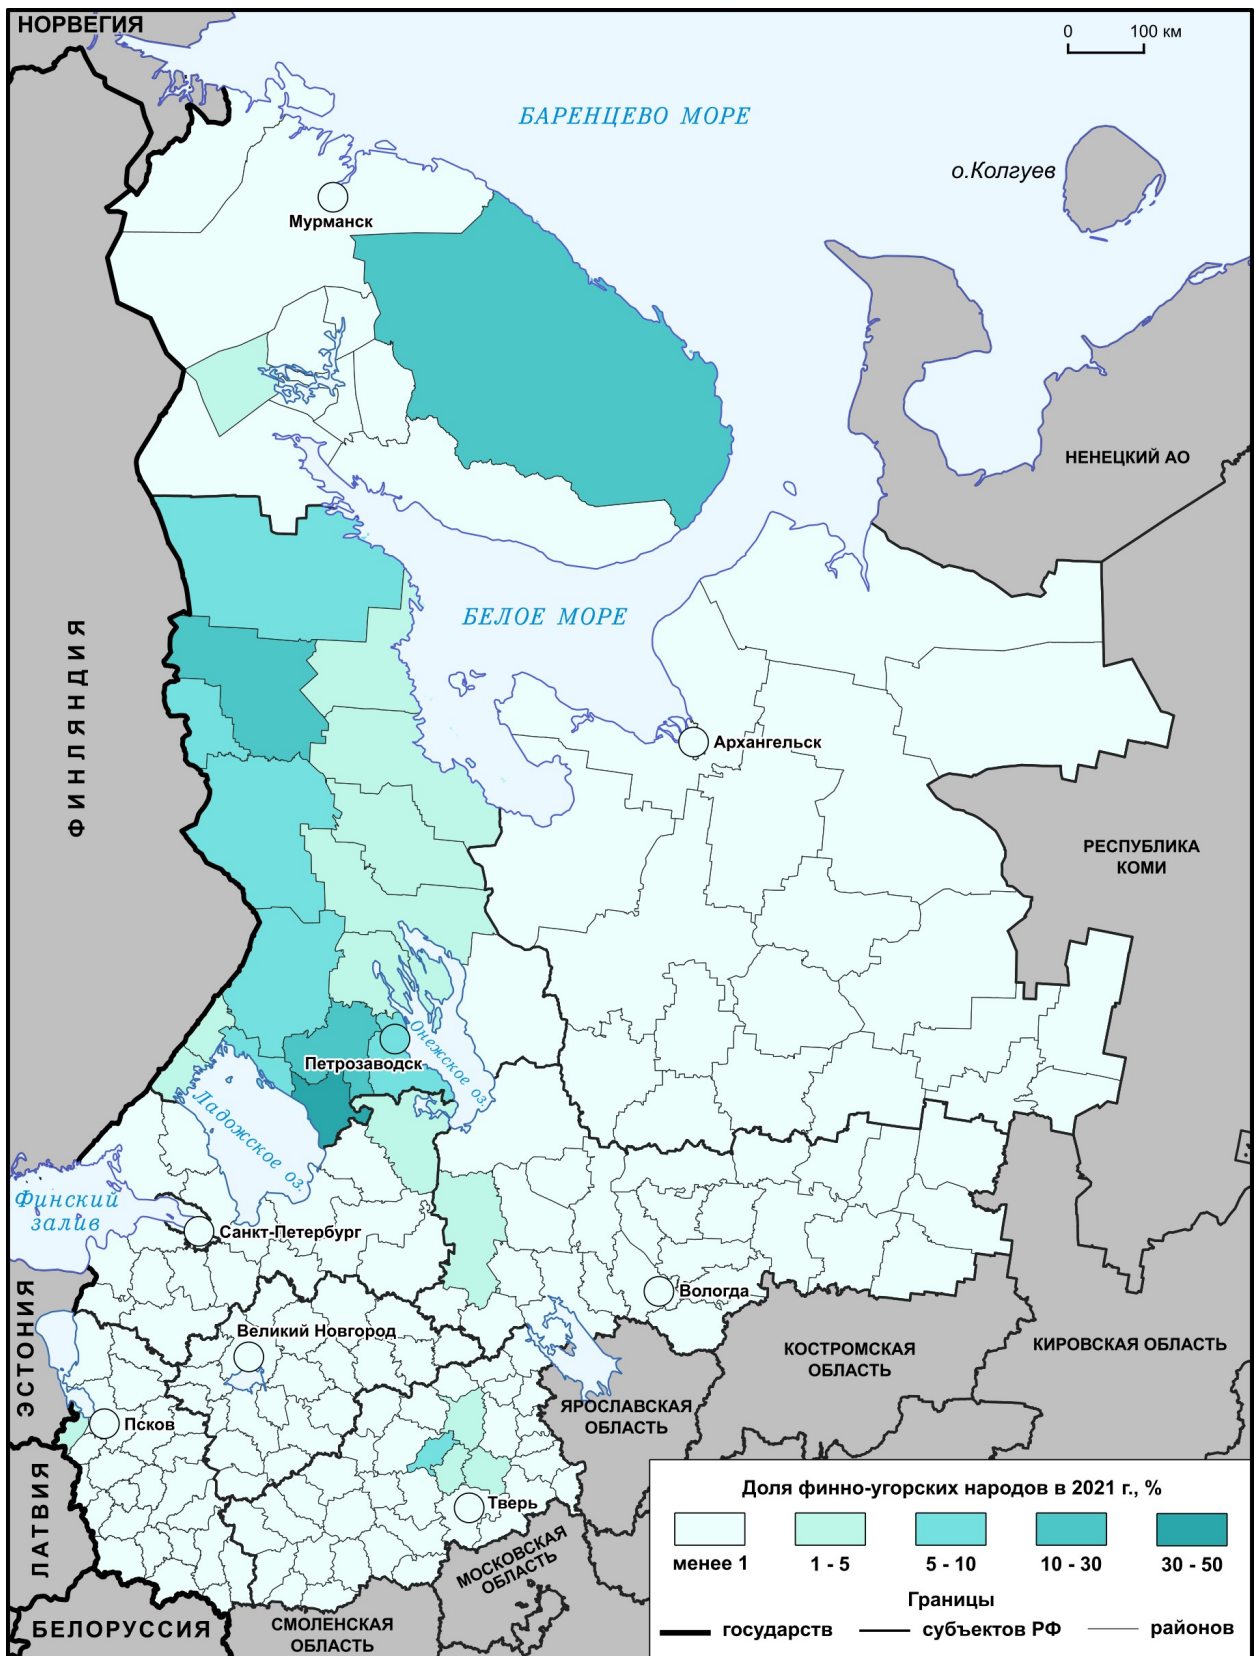 НОРВЕГИЯ
0 100 км
БАРЕНЦЕВО МОРЕ
о.Колгуев
Мурманск
НЕНЕЦКИЙ АО
БЕЛОЕ МОРЕ
ФИНЛЯНДИЯ
Архангельск
РЕСПУБЛИКА
КОМИ
Онежское оз.
Петрозаводск
Ладожское оз.
Финский
залив
Санкт-Петербург
Вологда
ЭСТОНИЯ
Великий Новгород
КОСТРОМСКАЯ
ОБЛАСТЬ
КИРОВСКАЯ ОБЛАСТЬ
ЯРОСЛАВСКАЯ
ОБЛАСТЬ
Псков
ЛАТВИЯ
Тверь
МОСКОВСКАЯ
ОБЛАСТЬ
БЕЛОРУССИЯ
СМОЛЕНСКАЯ
ОБЛАСТЬ
Доля финно-угорских народов в 2021 г., %
менее 1 1 - 5 5 - 10 10 - 30 30 - 50
Границы
государств субъектов РФ районов